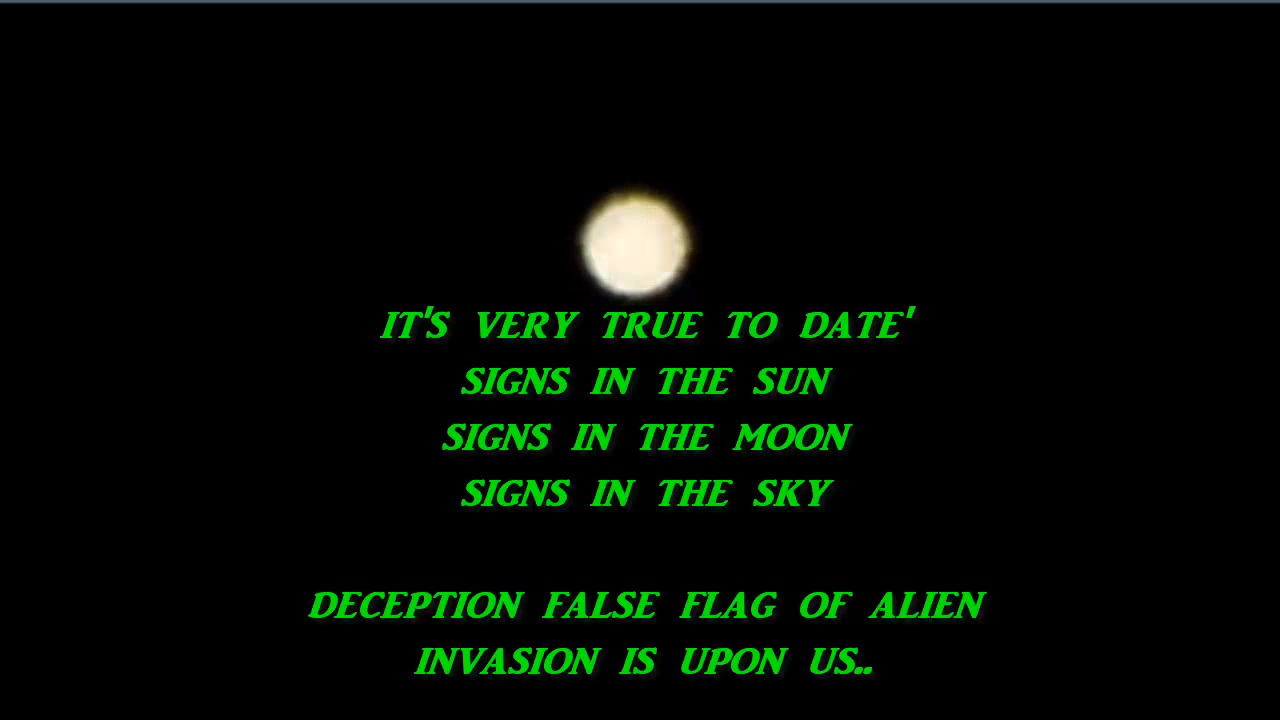 IT'S VERY TRUE TO DATE'
SIGNS IN THE SUN
SIGNS IN THE MOON
SIGNS IN THE SKY
DECEPTION FALSE FLAG OF ALIEN
INVASION IS UPON US..